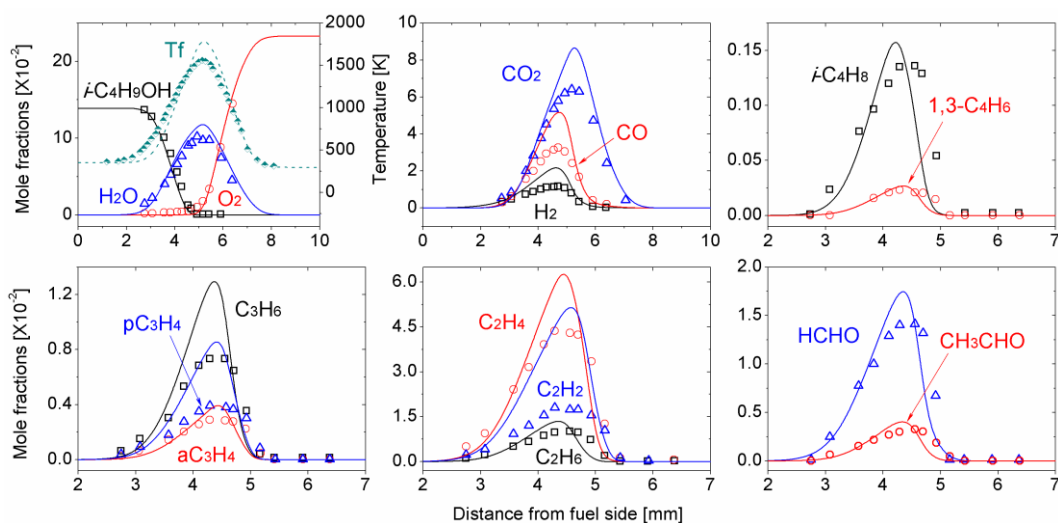 Mole fractions [X10-2]
20
10
0
Tf
i-C4H9OH
H2O
O2
0 2 4 6 8 10
2000
1500
1000
500
0
Temperature [K]
10
8
6
4
2
0
CO2
CO
H2
0 2 4 6 8 10
0.15
0.10
0.05
0.00
i-C4H8
1,3-C4H6
2 3 4 5 6 7
Mole fractions [X10-2]
1.2
0.8
0.4
0.0
C3H6
pC3H4
aC3H4
2 3 4 5 6 7
6.0
4.5
3.0
1.5
0.0
C2H4
C2H2
C2H6
2 3 4 5 6 7
2.0
1.5
1.0
0.5
0.0
HCHO
CH3CHO
2 3 4 5 6 7
Distance from fuel side [mm]